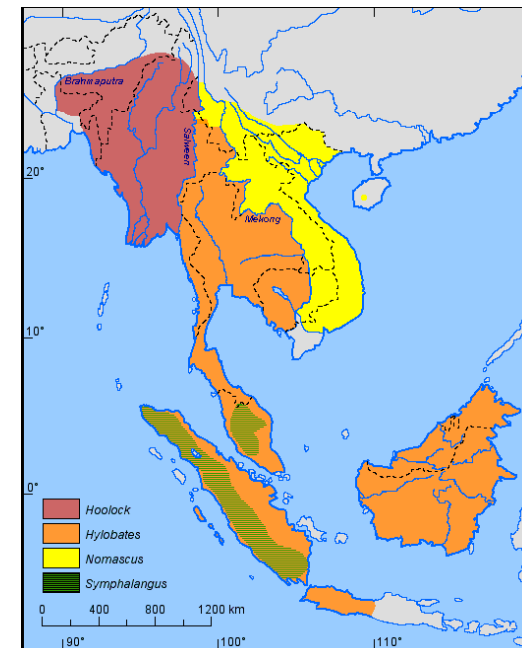 Brahmaputra
Salween
20°
Mekong
10°
0°
Hoolock
Hylobates
Nomascus
Symphalangus
0 400 800 1200 km
90° 100° 110°